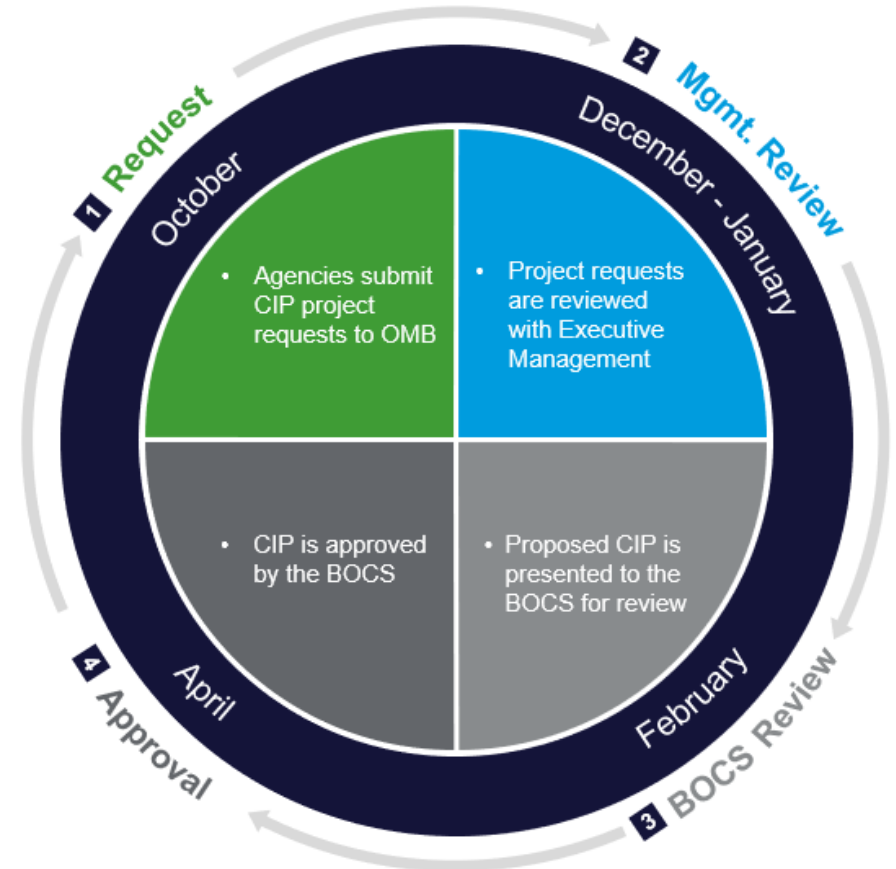 1 Request
October
• Agencies submit
CIP project
requests to OMB
2 Mgmt. Review
December - January
• Project requests
are reviewed
with Executive
Management
3 BOCS Review
February
• Proposed CIP is
presented to the
BOCS for review
4 Approval
April
• CIP is approved
by the BOCS